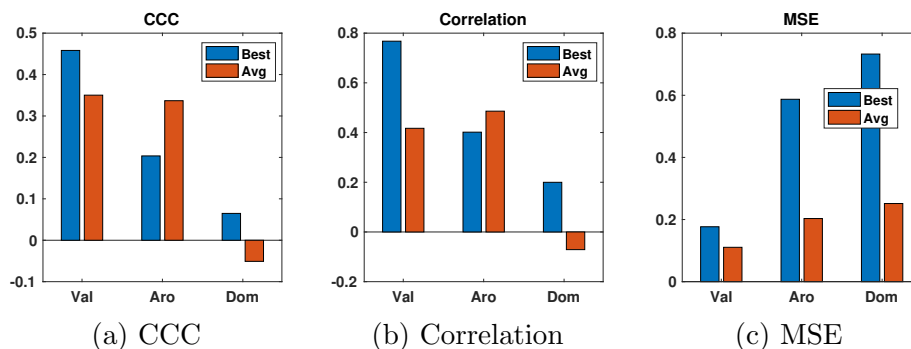 CCC
0.5
0.4
0.3
0.2
0.1
0
-0.1
Val
Aro
Dom
Best
Avg
(a) CCC
Correlation
0.8
0.6
0.4
0.2
0
-0.2
Val
Aro
Dom
Best
Avg
(b) Correlation
MSE
0.8
0.6
0.4
0.2
0
Val
Aro
Dom
Best
Avg
(c) MSE